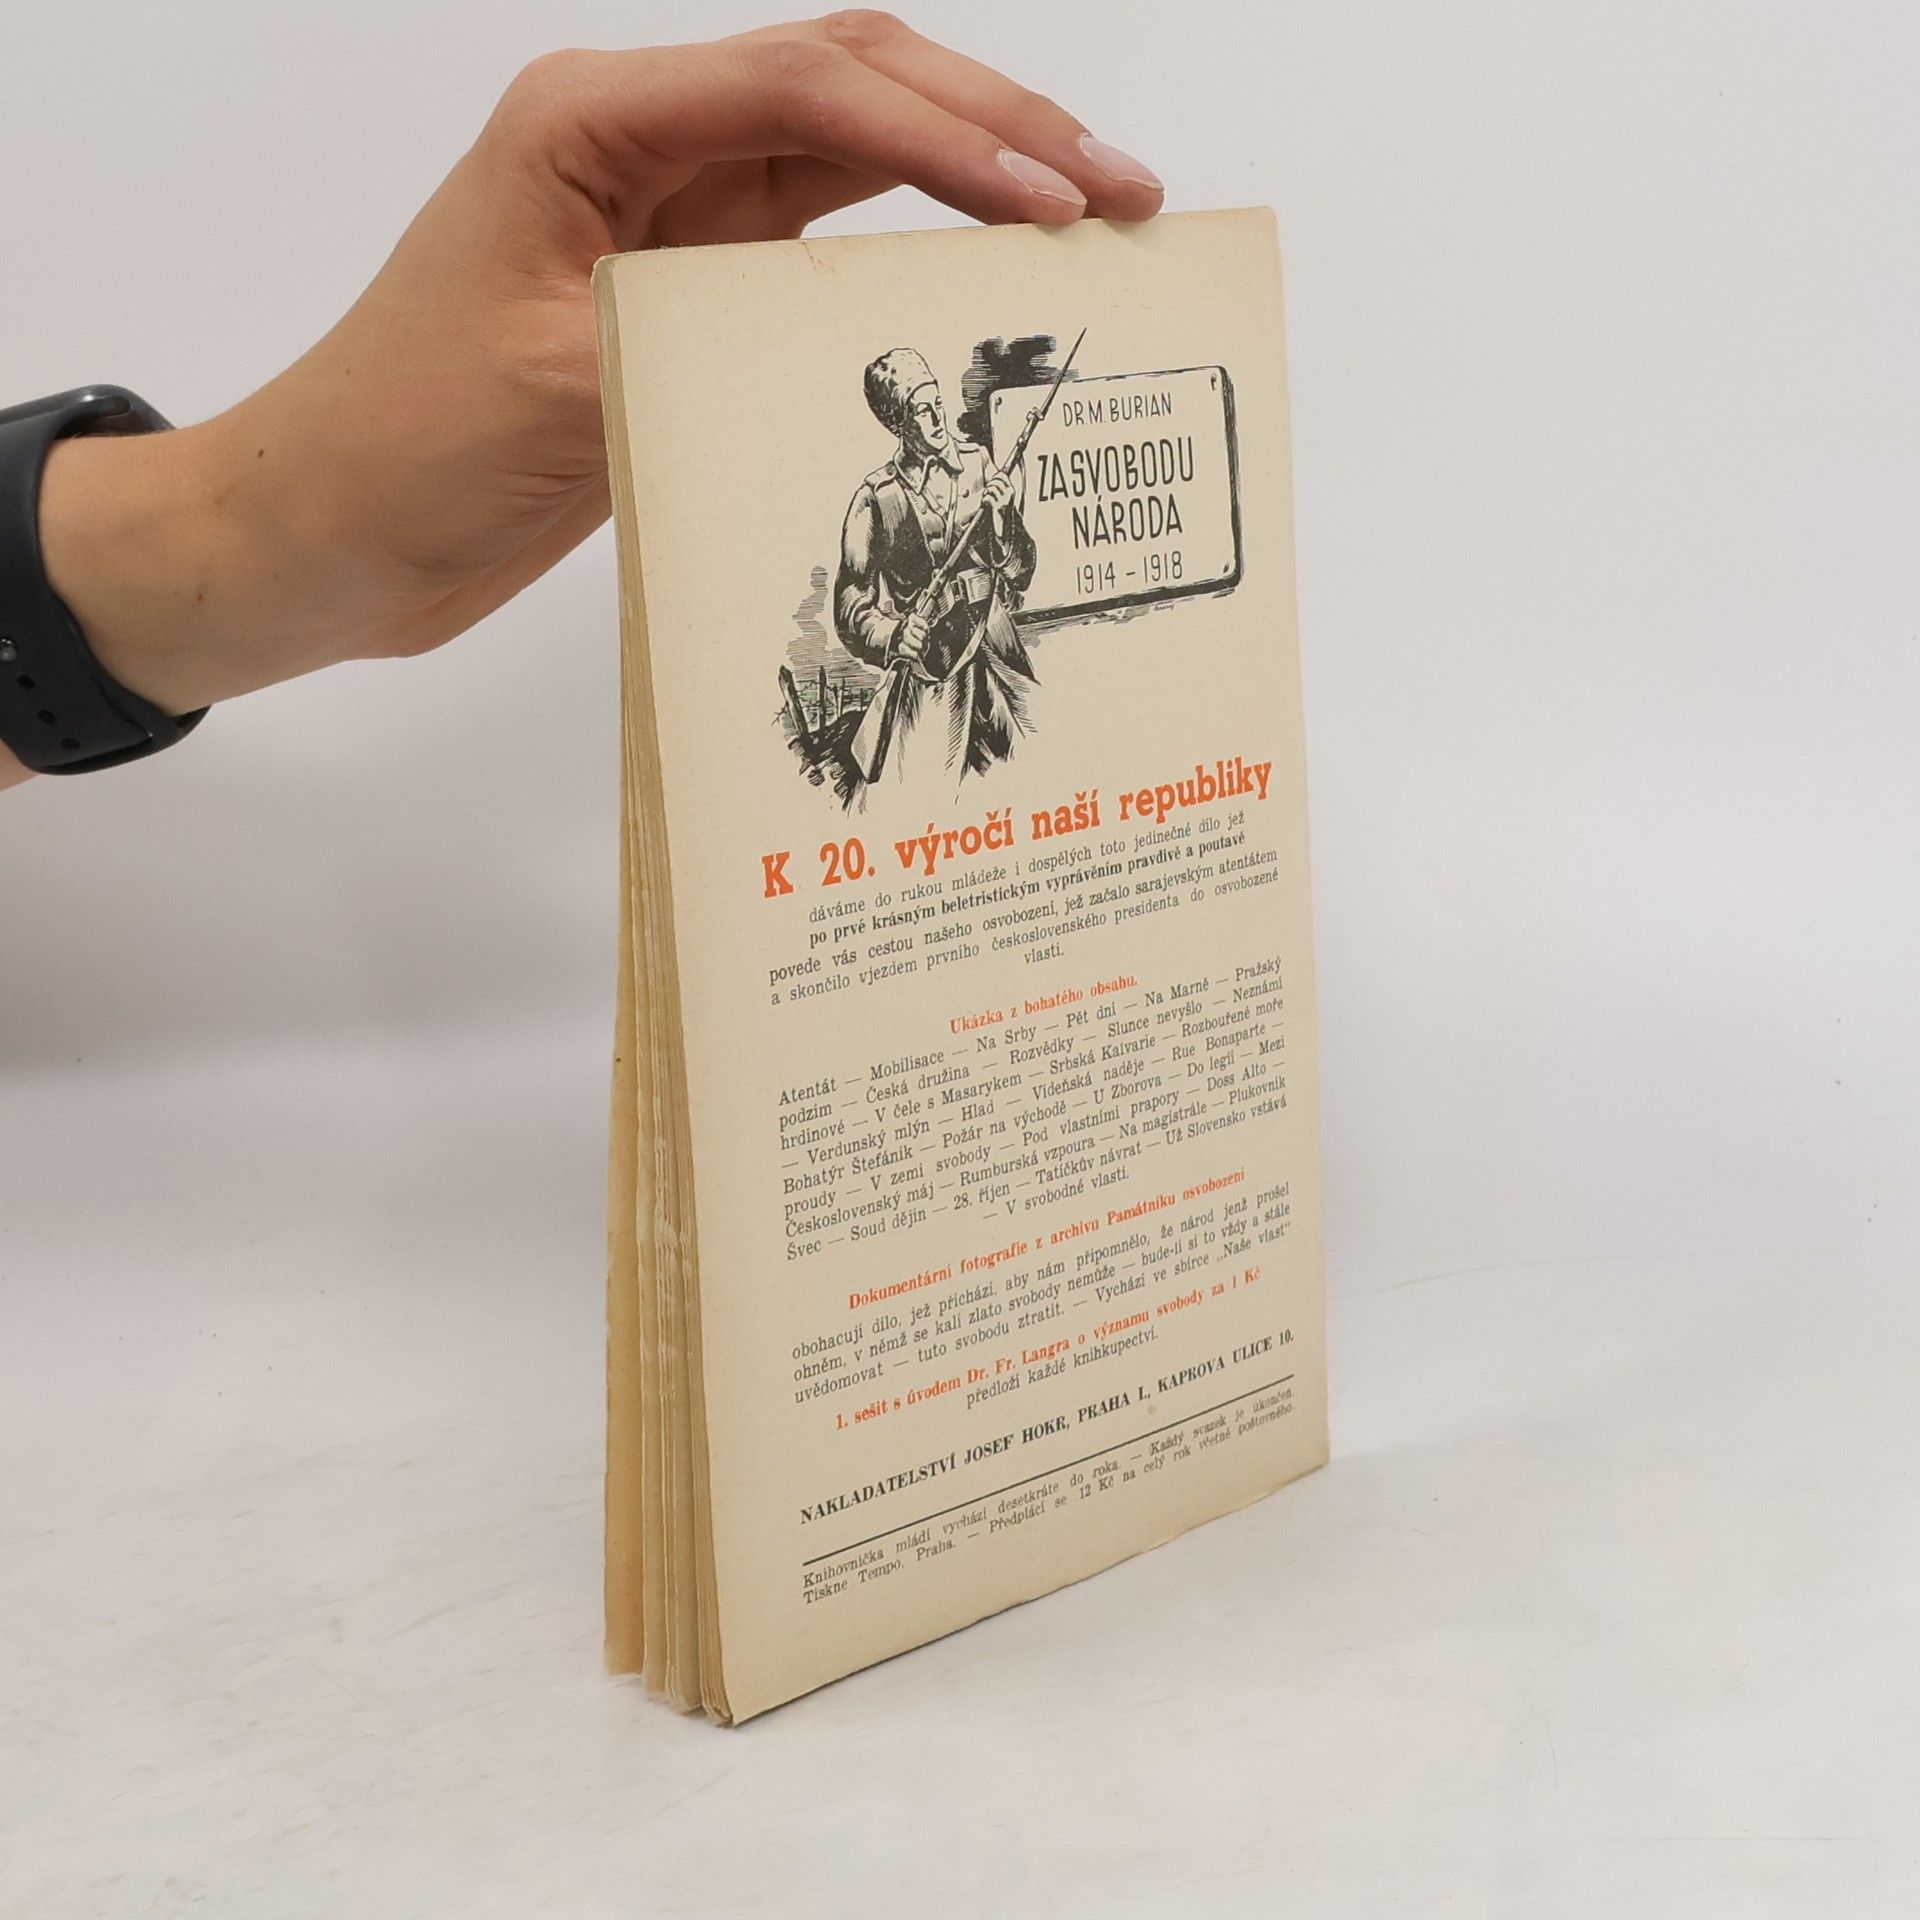 DR. M. BURIAN
ZA SVOBODU
NÁRODA
1914 - 1918
K 20. výročí naší republiky
dáváme do rukou mládeže i dospělých toto jedinečné dílo jež
po prvé krásným beletristickým vyprávěním pravdivě a poutavě
povede vás cestou našeho osvobození, jež začalo sarajevským atentátem
a skončilo vjezdem prvního československého presidenta do osvobozené
vlasti.
Ukázka z bohatého obsahu.
Atentát — Mobilisace — Na Srby — Pět dní — Na Marně — Pražský
podzim — Česká družina — Rozvědky — Slunce nevyšlo — Neznámí
hrdinové — V čele s Masarykem — Srbská Kalvarie — Rozbouřené moře
— Verdunský mlýn — Hlad — Vídeňská naděje — Rue Bonaparte —
Bohatýr Štefánik — Požár na východě — U Zborova — Do legií — Mezi
proudy — V zemi svobody — Pod vlastními prapory — Doss Alto —
Československý máj — Rumburská vzpoura — Na magistrále — Plukovník
Švec — Soud dějin — 28. říjen — Tatíčkův návrat — Už Slovensko vstává
— V svobodné vlasti.
Dokumentární fotografie z archivu Památníku osvobození
obohacují dílo, jež přichází, aby nám připomnělo, že národ jenž prošel
ohněm, v němž se kalí zlato svobody nemůže — bude-li si to vždy a stále
uvědomovat — tuto svobodu ztratit. — Vychází ve sbírce „Naše vlast"
1. sešit s úvodem Dr. Fr. Langra o významu svobody za 1 Kč
předloží každé knihkupectví.
NAKLADATELSTVÍ JOSEF HOKR, PRAHA I., KAPROVA ULICE 10.
Knihovnička mládí vychází desetkráte do roka. — Každý svazek je ukončen.
Tiskne Tempo, Praha. — Předplácí se 12 Kč na celý rok včetně poštovného.